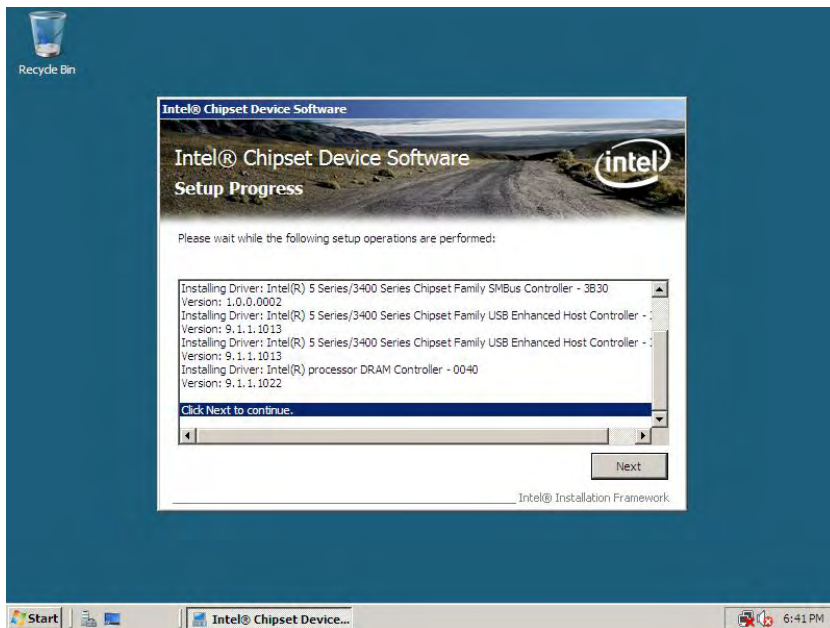 Recycle Bin
Intel® Chipset Device Software
Intel® Chipset Device Software
intel
Setup Progress
Please wait while the following setup operations are performed:
Installing Driver: Intel(R) 5 Series/3400 Series Chipset Family SMBus Controller - 3B30
Version: 1.0.0.0002
Installing Driver: Intel(R) 5 Series/3400 Series Chipset Family USB Enhanced Host Controller -
Version: 9.1.1.1013
Installing Driver: Intel(R) 5 Series/3400 Series Chipset Family USB Enhanced Host Controller -
Version: 9.1.1.1013
Installing Driver: Intel(R) processor DRAM Controller - 0040
Version: 9.1.1.1022
Click Next to continue.
Next
Intel® Installation Framework
Start
Intel® Chipset Device...
6:41 PM